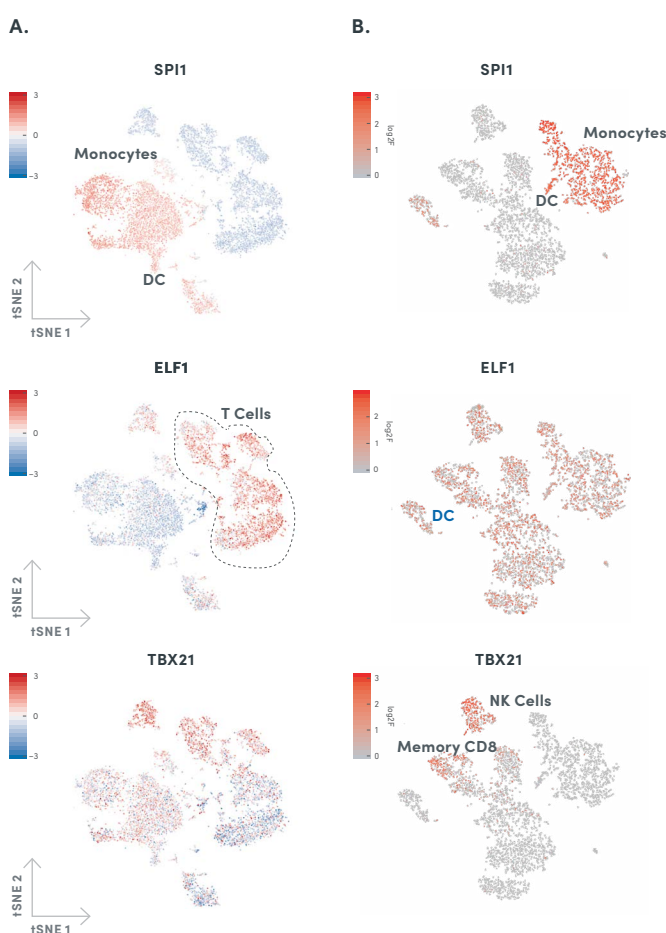 A.
B.
SPI1
SPI1
3
0
−3
Monocytes
DC
tSNE 2
tSNE 1
3
2
1
0
log2F
Monocytes
DC
ELF1
ELF1
3
0
−3
T Cells
tSNE 2
tSNE 1
2
1
0
log2F
DC
TBX21
TBX21
3
0
−3
tSNE 2
tSNE 1
3
2
1
0
log2F
NK Cells
Memory CD8